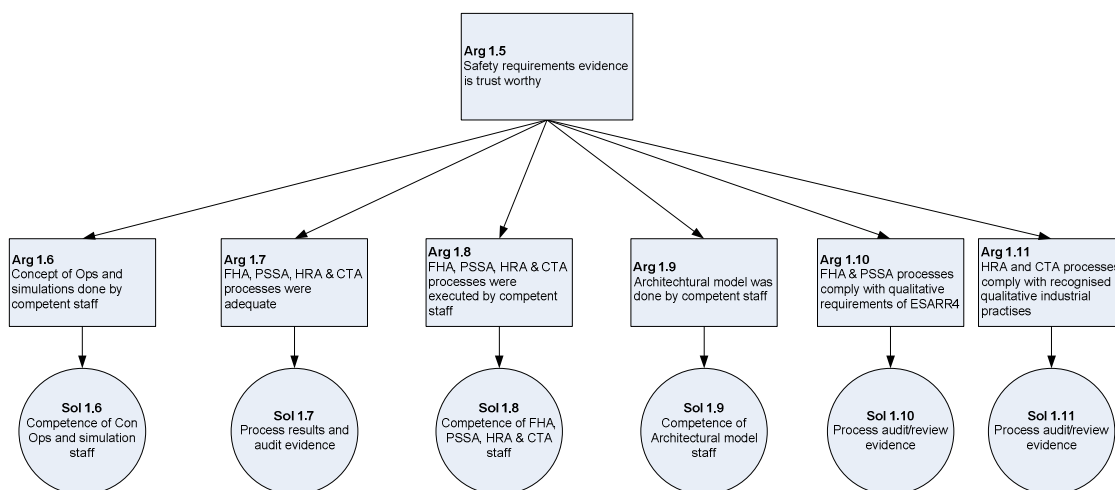 Arg 1.5
Safety requirements evidence
is trust worthy
Arg 1.6
Concept of Ops and
simulations done by
competent staff
Arg 1.7
FHA, PSSA, HRA & CTA
processes were
adequate
Arg 1.8
FHA, PSSA, HRA & CTA
processes were
executed by competent
staff
Arg 1.9
Architechtural model was
done by competent staff
Arg 1.10
FHA & PSSA processes
comply with qualitative
requirements of ESARR4
Arg 1.11
HRA and CTA processes
comply with recognised
qualitative industrial
practises
Sol 1.6
Competence of Con
Ops and simulation
staff
Sol 1.7
Process results and
audit evidence
Sol 1.8
Competence of FHA,
PSSA, HRA & CTA
staff
Sol 1.9
Competence of
Architectural model
staff
Sol 1.10
Process audit/review
evidence
Sol 1.11
Process audit/review
evidence